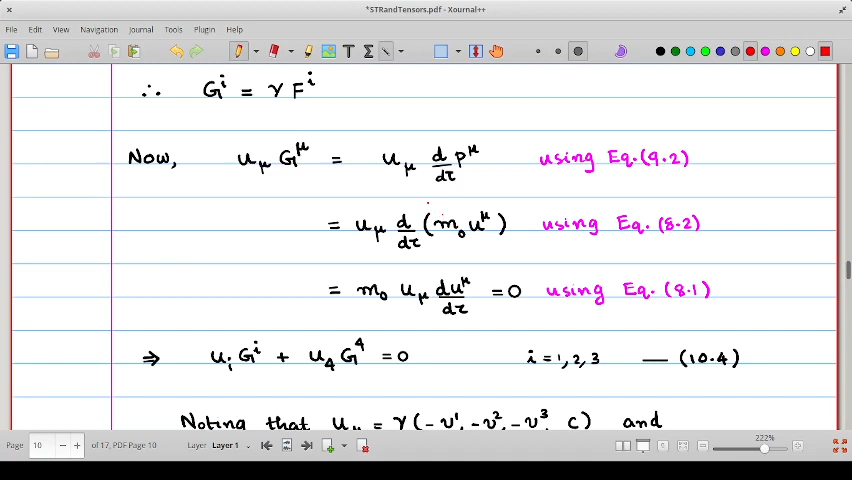 *STRandTensors.pdf - Xournal++
File Edit View Navigation Journal Tools Plugin Help
∴ Gⁱ = γ Fⁱ
Now, u_μ G^μ = u_μ d/dτ p^μ using Eq.(9.2)
= u_μ d/dτ (m₀ u^μ) using Eq. (8.2)
= m₀ u_μ du^μ/dτ = 0 using Eq. (8.1)
⇒ u_i Gⁱ + u₄ G⁴ = 0 i = 1, 2, 3 — (10.4)
Noting that u_μ = γ(-v¹, -v², -v³, c) and
Page 10 of 17, PDF Page 10 Layer Layer 1 222%